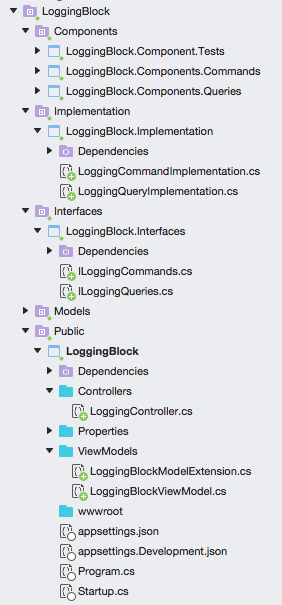 LoggingBlock
Components
LoggingBlock.Component.Tests
LoggingBlock.Components.Commands
LoggingBlock.Components.Queries
Implementation
LoggingBlock.Implementation
Dependencies
LoggingCommandImplementation.cs
LoggingQueryImplementation.cs
Interfaces
LoggingBlock.Interfaces
Dependencies
ILoggingCommands.cs
ILoggingQueries.cs
Models
Public
LoggingBlock
Dependencies
Controllers
LoggingController.cs
Properties
ViewModels
LoggingBlockModelExtension.cs
LoggingBlockViewModel.cs
wwwroot
appsettings.json
appsettings.Development.json
Program.cs
Startup.cs